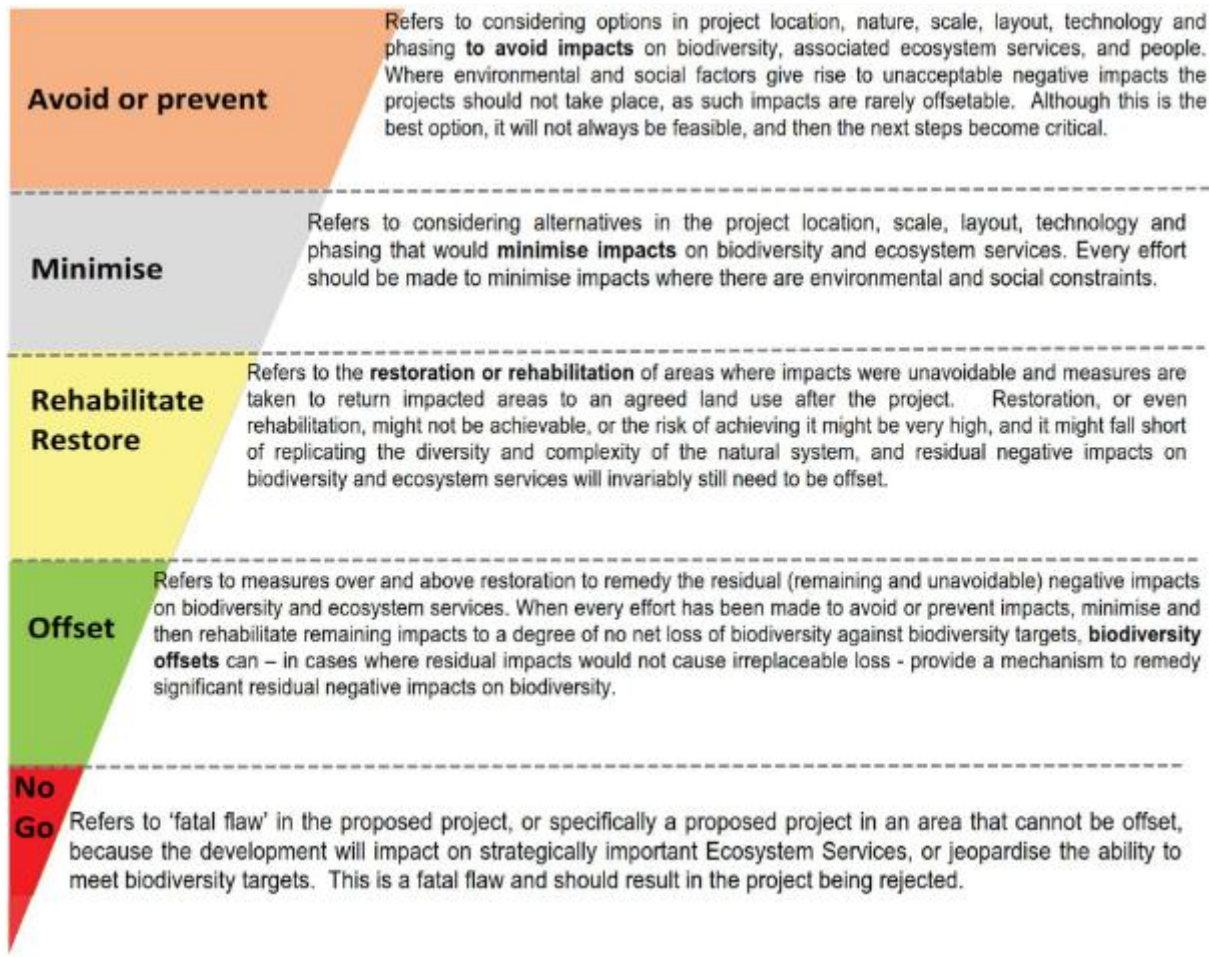 Avoid or prevent
Refers to considering options in project location, nature, scale, layout, technology and
phasing to avoid impacts on biodiversity, associated ecosystem services, and people.
Where environmental and social factors give rise to unacceptable negative impacts the
projects should not take place, as such impacts are rarely offsetable. Although this is the
best option, it will not always be feasible, and then the next steps become critical.
Minimise
Refers to considering alternatives in the project location, scale, layout, technology and
phasing that would minimise impacts on biodiversity and ecosystem services. Every effort
should be made to minimise impacts where there are environmental and social constraints.
Rehabilitate
Restore
Refers to the restoration or rehabilitation of areas where impacts were unavoidable and measures are
taken to return impacted areas to an agreed land use after the project. Restoration, or even
rehabilitation, might not be achievable, or the risk of achieving it might be very high, and it might fall short
of replicating the diversity and complexity of the natural system, and residual negative impacts on
biodiversity and ecosystem services will invariably still need to be offset.
Offset
Refers to measures over and above restoration to remedy the residual (remaining and unavoidable) negative impacts
on biodiversity and ecosystem services. When every effort has been made to avoid or prevent impacts, minimise and
then rehabilitate remaining impacts to a degree of no net loss of biodiversity against biodiversity targets, biodiversity
offsets can – in cases where residual impacts would not cause irreplaceable loss - provide a mechanism to remedy
significant residual negative impacts on biodiversity.
No
Go
Refers to ‘fatal flaw’ in the proposed project, or specifically a proposed project in an area that cannot be offset,
because the development will impact on strategically important Ecosystem Services, or jeopardise the ability to
meet biodiversity targets. This is a fatal flaw and should result in the project being rejected.